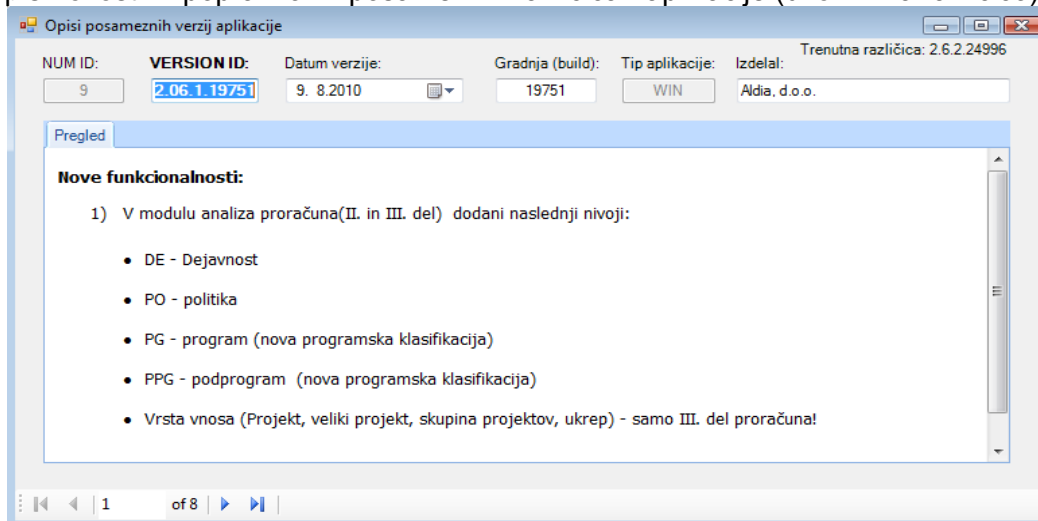 Opisi posameznih verzij aplikacije
Trenutna različica: 2.6.2.24996
NUM ID: VERSION ID: Datum verzije: Gradnja (build): Tip aplikacije: Izdelal:
9 2.06.1.19751 9. 8.2010 19751 WIN Aldia, d.o.o.
Pregled
Nove funkcionalnosti:
1) V modulu analiza proračuna(II. in III. del) dodani naslednji nivoji:
• DE - Dejavnost
• PO - politika
• PG - program (nova programska klasifikacija)
• PPG - podprogram (nova programska klasifikacija)
• Vrsta vnosa (Projekt, veliki projekt, skupina projektov, ukrep) - samo III. del proračuna!
1 of 8